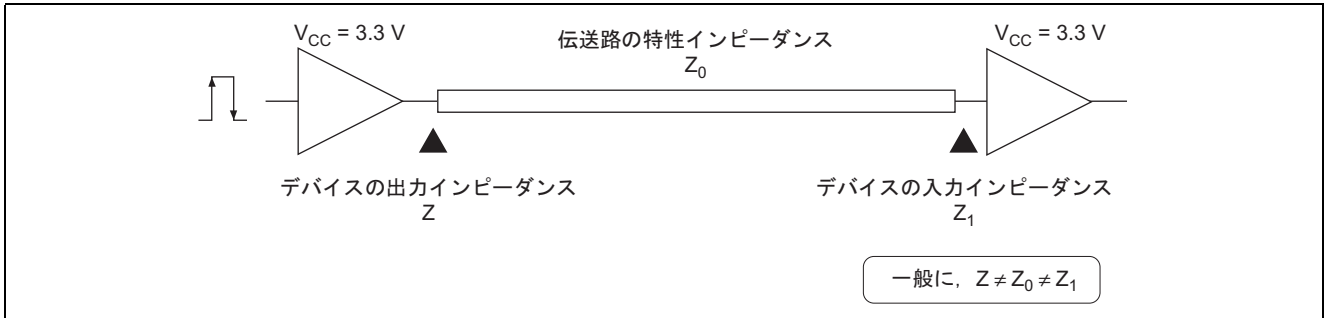 V_CC = 3.3 V
伝送路の特性インピーダンス
Z_0
V_CC = 3.3 V
デバイスの出力インピーダンス
Z
デバイスの入力インピーダンス
Z_1
一般に，Z ≠ Z_0 ≠ Z_1